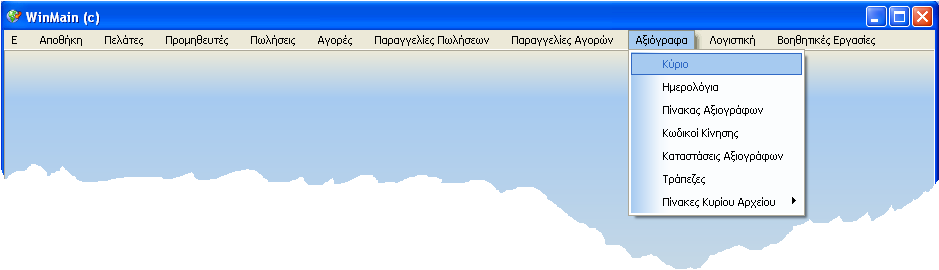 WinMain (c)
Ε Αποθήκη Πελάτες Προμηθευτές Πωλήσεις Αγορές Παραγγελίες Πωλήσεων Παραγγελίες Αγορών Αξιόγραφα Λογιστική Βοηθητικές Εργασίες
Κύριο
Ημερολόγια
Πίνακας Αξιογράφων
Κωδικοί Κίνησης
Καταστάσεις Αξιογράφων
Τράπεζες
Πίνακες Κυρίου Αρχείου